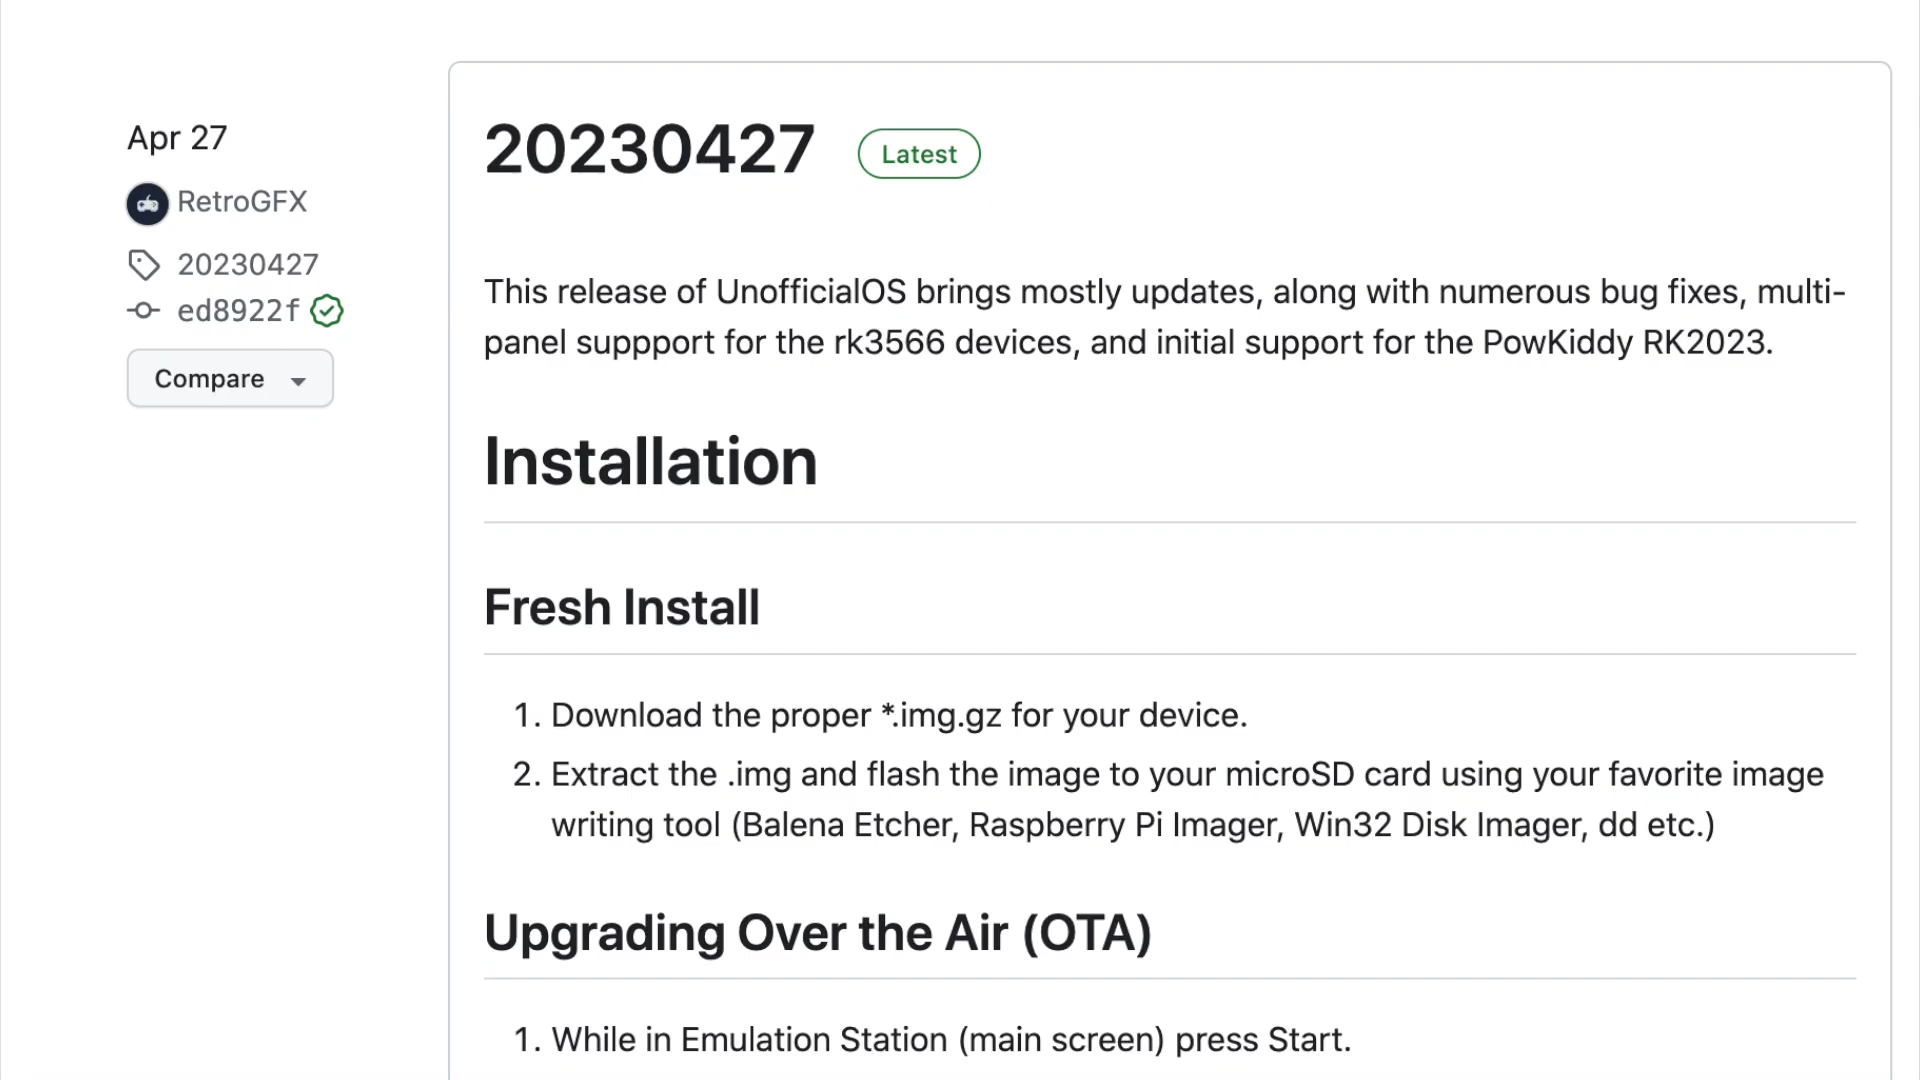 Apr 27
RetroGFX
20230427
ed8922f
Compare
20230427 Latest
This release of UnofficialOS brings mostly updates, along with numerous bug fixes, multi-
panel suppport for the rk3566 devices, and initial support for the PowKiddy RK2023.
Installation
Fresh Install
1. Download the proper *.img.gz for your device.
2. Extract the .img and flash the image to your microSD card using your favorite image
writing tool (Balena Etcher, Raspberry Pi Imager, Win32 Disk Imager, dd etc.)
Upgrading Over the Air (OTA)
1. While in Emulation Station (main screen) press Start.